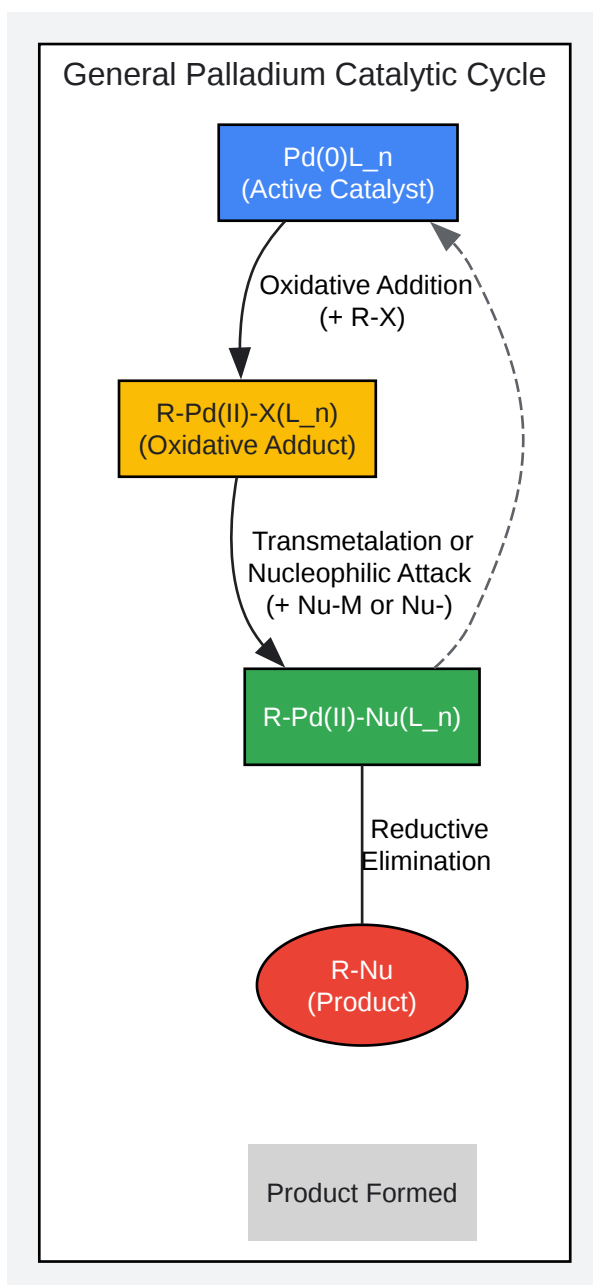 General Palladium Catalytic Cycle
Pd(0)L_n
(Active Catalyst)
Oxidative Addition
(+ R-X)
R-Pd(II)-X(L_n)
(Oxidative Adduct)
Transmetalation or
Nucleophilic Attack
(+ Nu-M or Nu-)
R-Pd(II)-Nu(L_n)
Reductive
Elimination
R-Nu
(Product)
Product Formed